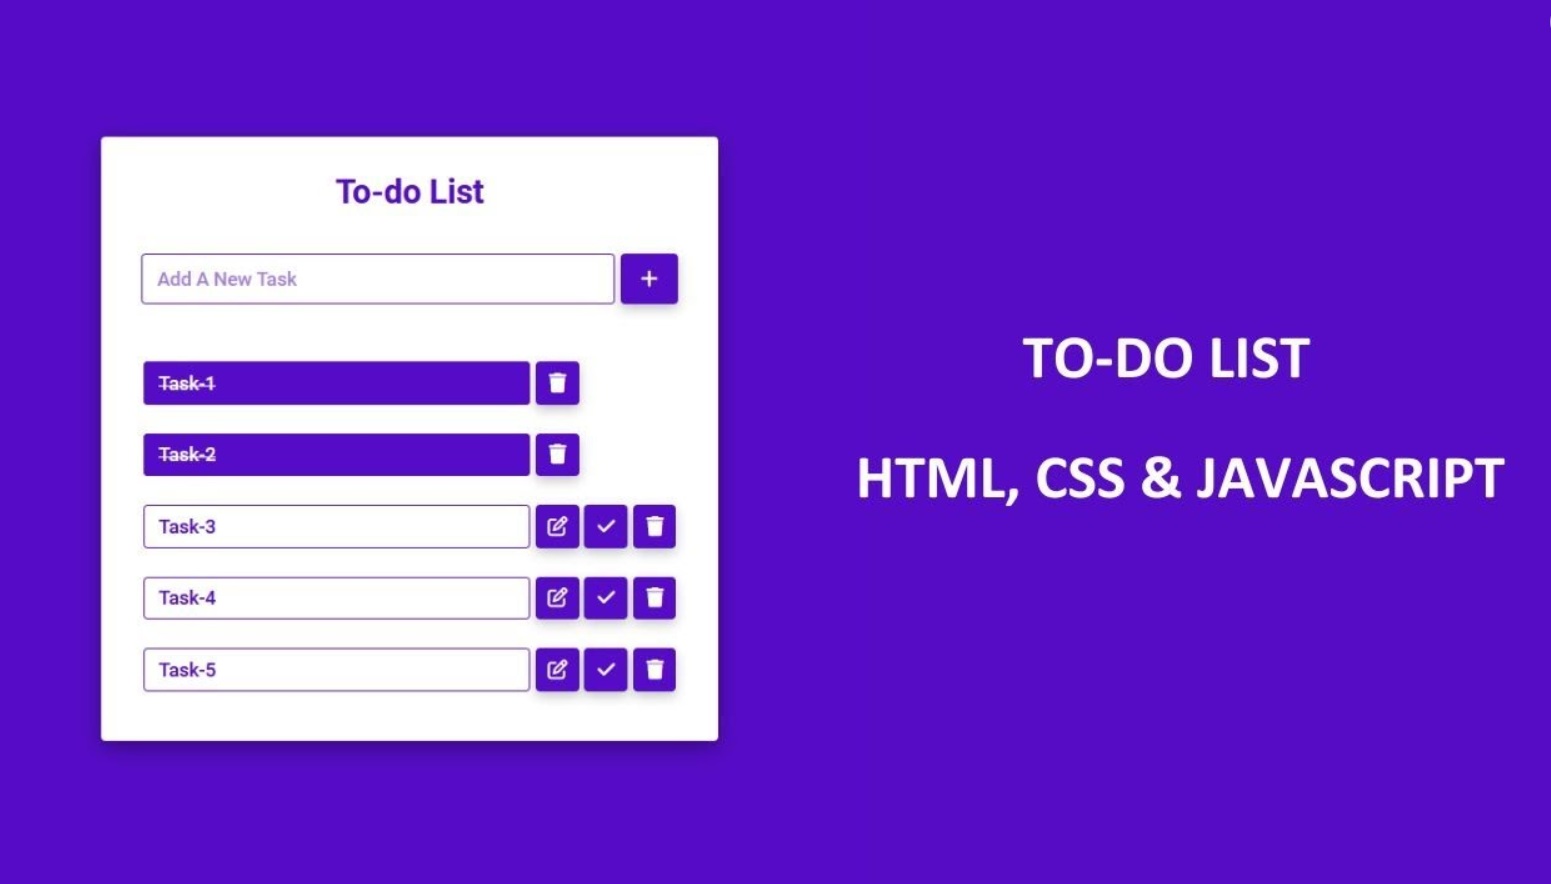 To-do List
Add A New Task
Task-1
Task-2
Task-3
Task-4
Task-5
TO-DO LIST
HTML, CSS & JAVASCRIPT